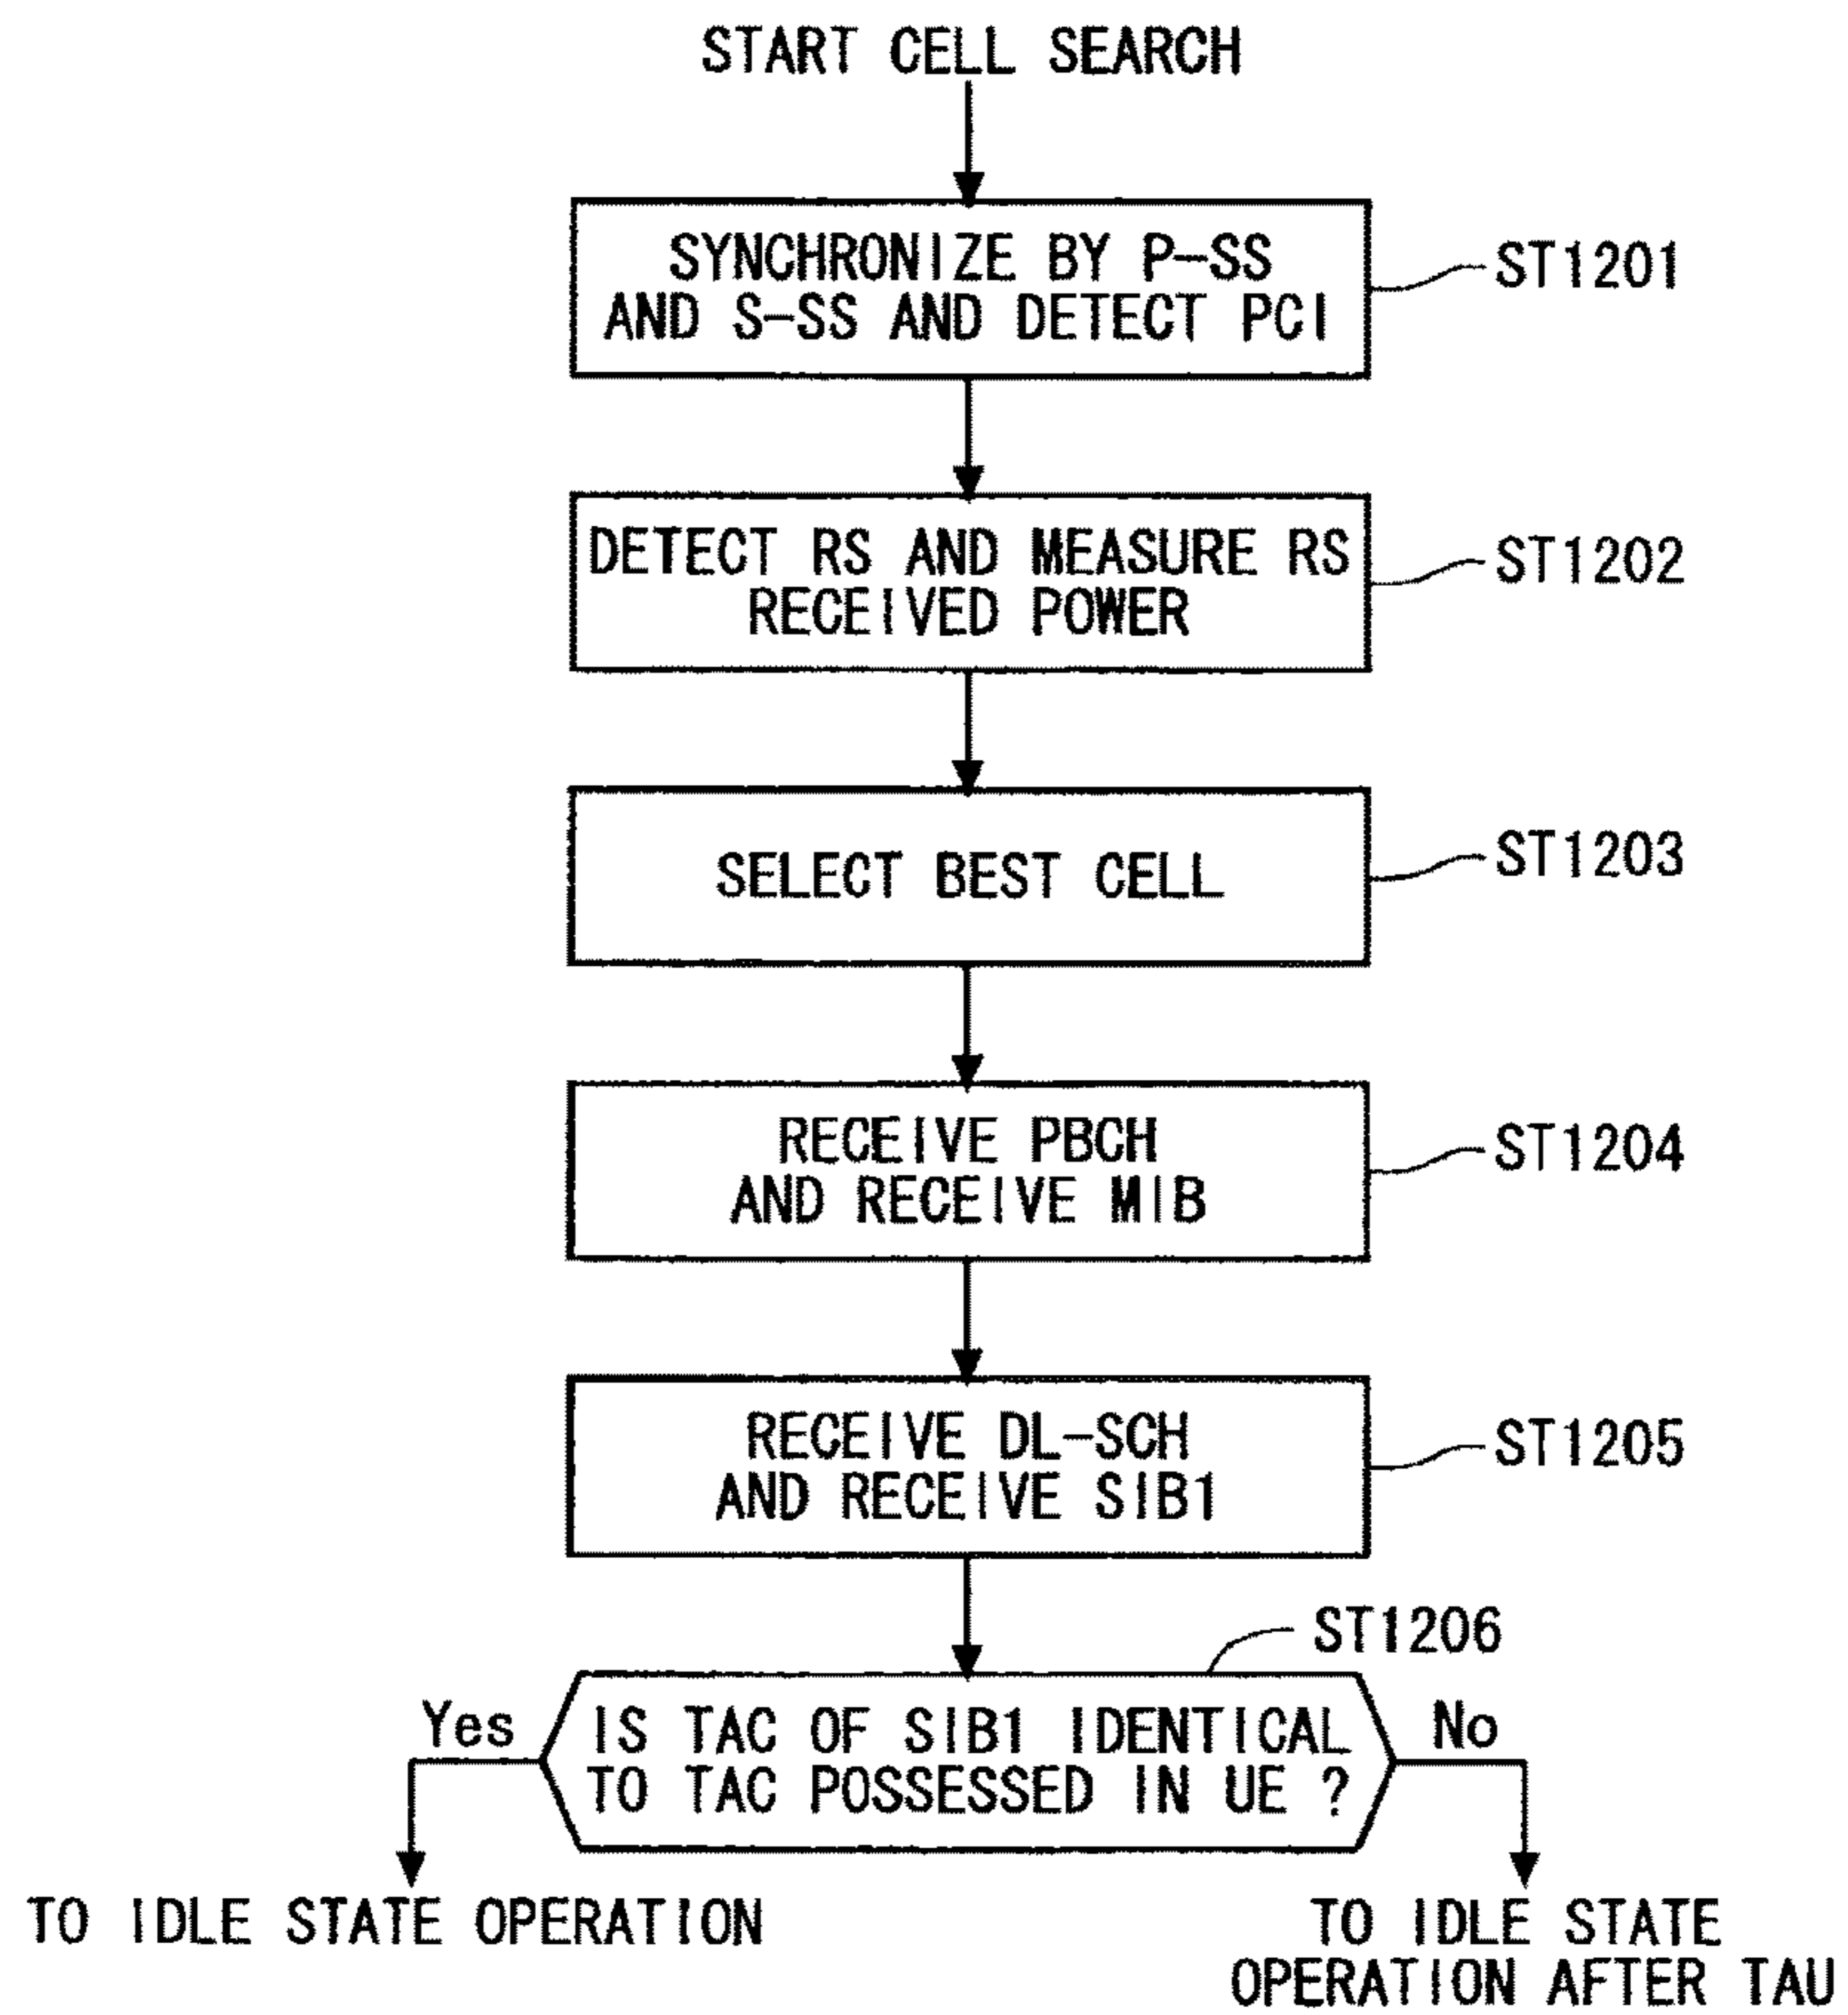 START CELL SEARCH
SYNCHRONIZE BY P-SS
AND S-SS AND DETECT PCI
ST1201
DETECT RS AND MEASURE RS
RECEIVED POWER
ST1202
SELECT BEST CELL
ST1203
RECEIVE PBCH
AND RECEIVE MIB
ST1204
RECEIVE DL-SCH
AND RECEIVE SIB1
ST1205
ST1206
IS TAC OF SIB1 IDENTICAL
TO TAC POSSESSED IN UE ?
Yes
No
TO IDLE STATE OPERATION
TO IDLE STATE
OPERATION AFTER TAU